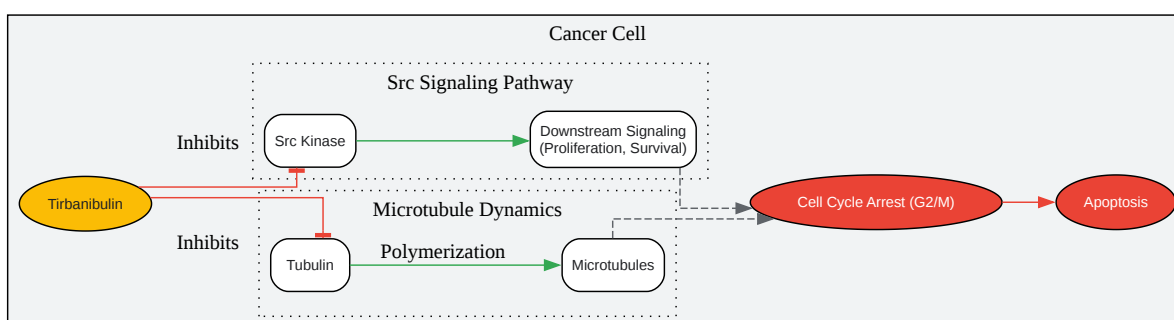 Cancer Cell
Src Signaling Pathway
Inhibits
Src Kinase
Downstream Signaling
(Proliferation, Survival)
Tirbanibulin
Cell Cycle Arrest (G2/M)
Apoptosis
Microtubule Dynamics
Inhibits
Tubulin
Polymerization
Microtubules